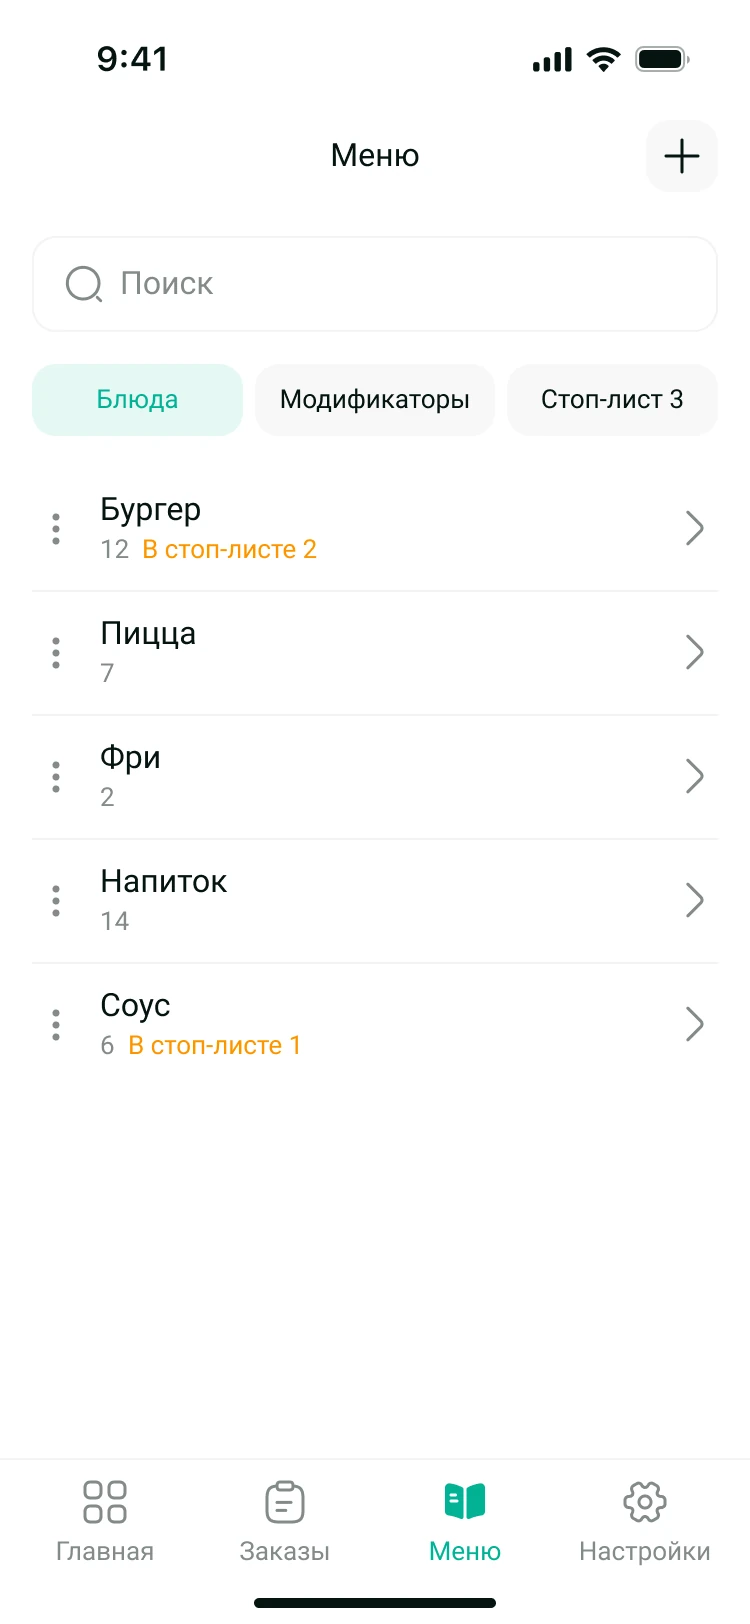 9:41
Меню
Поиск
Блюда Модификаторы Стоп-лист 3
Бургер
12 В стоп-листе 2
Пицца
7
Фри
2
Напиток
14
Соус
6 В стоп-листе 1
Главная Заказы Меню Настройки